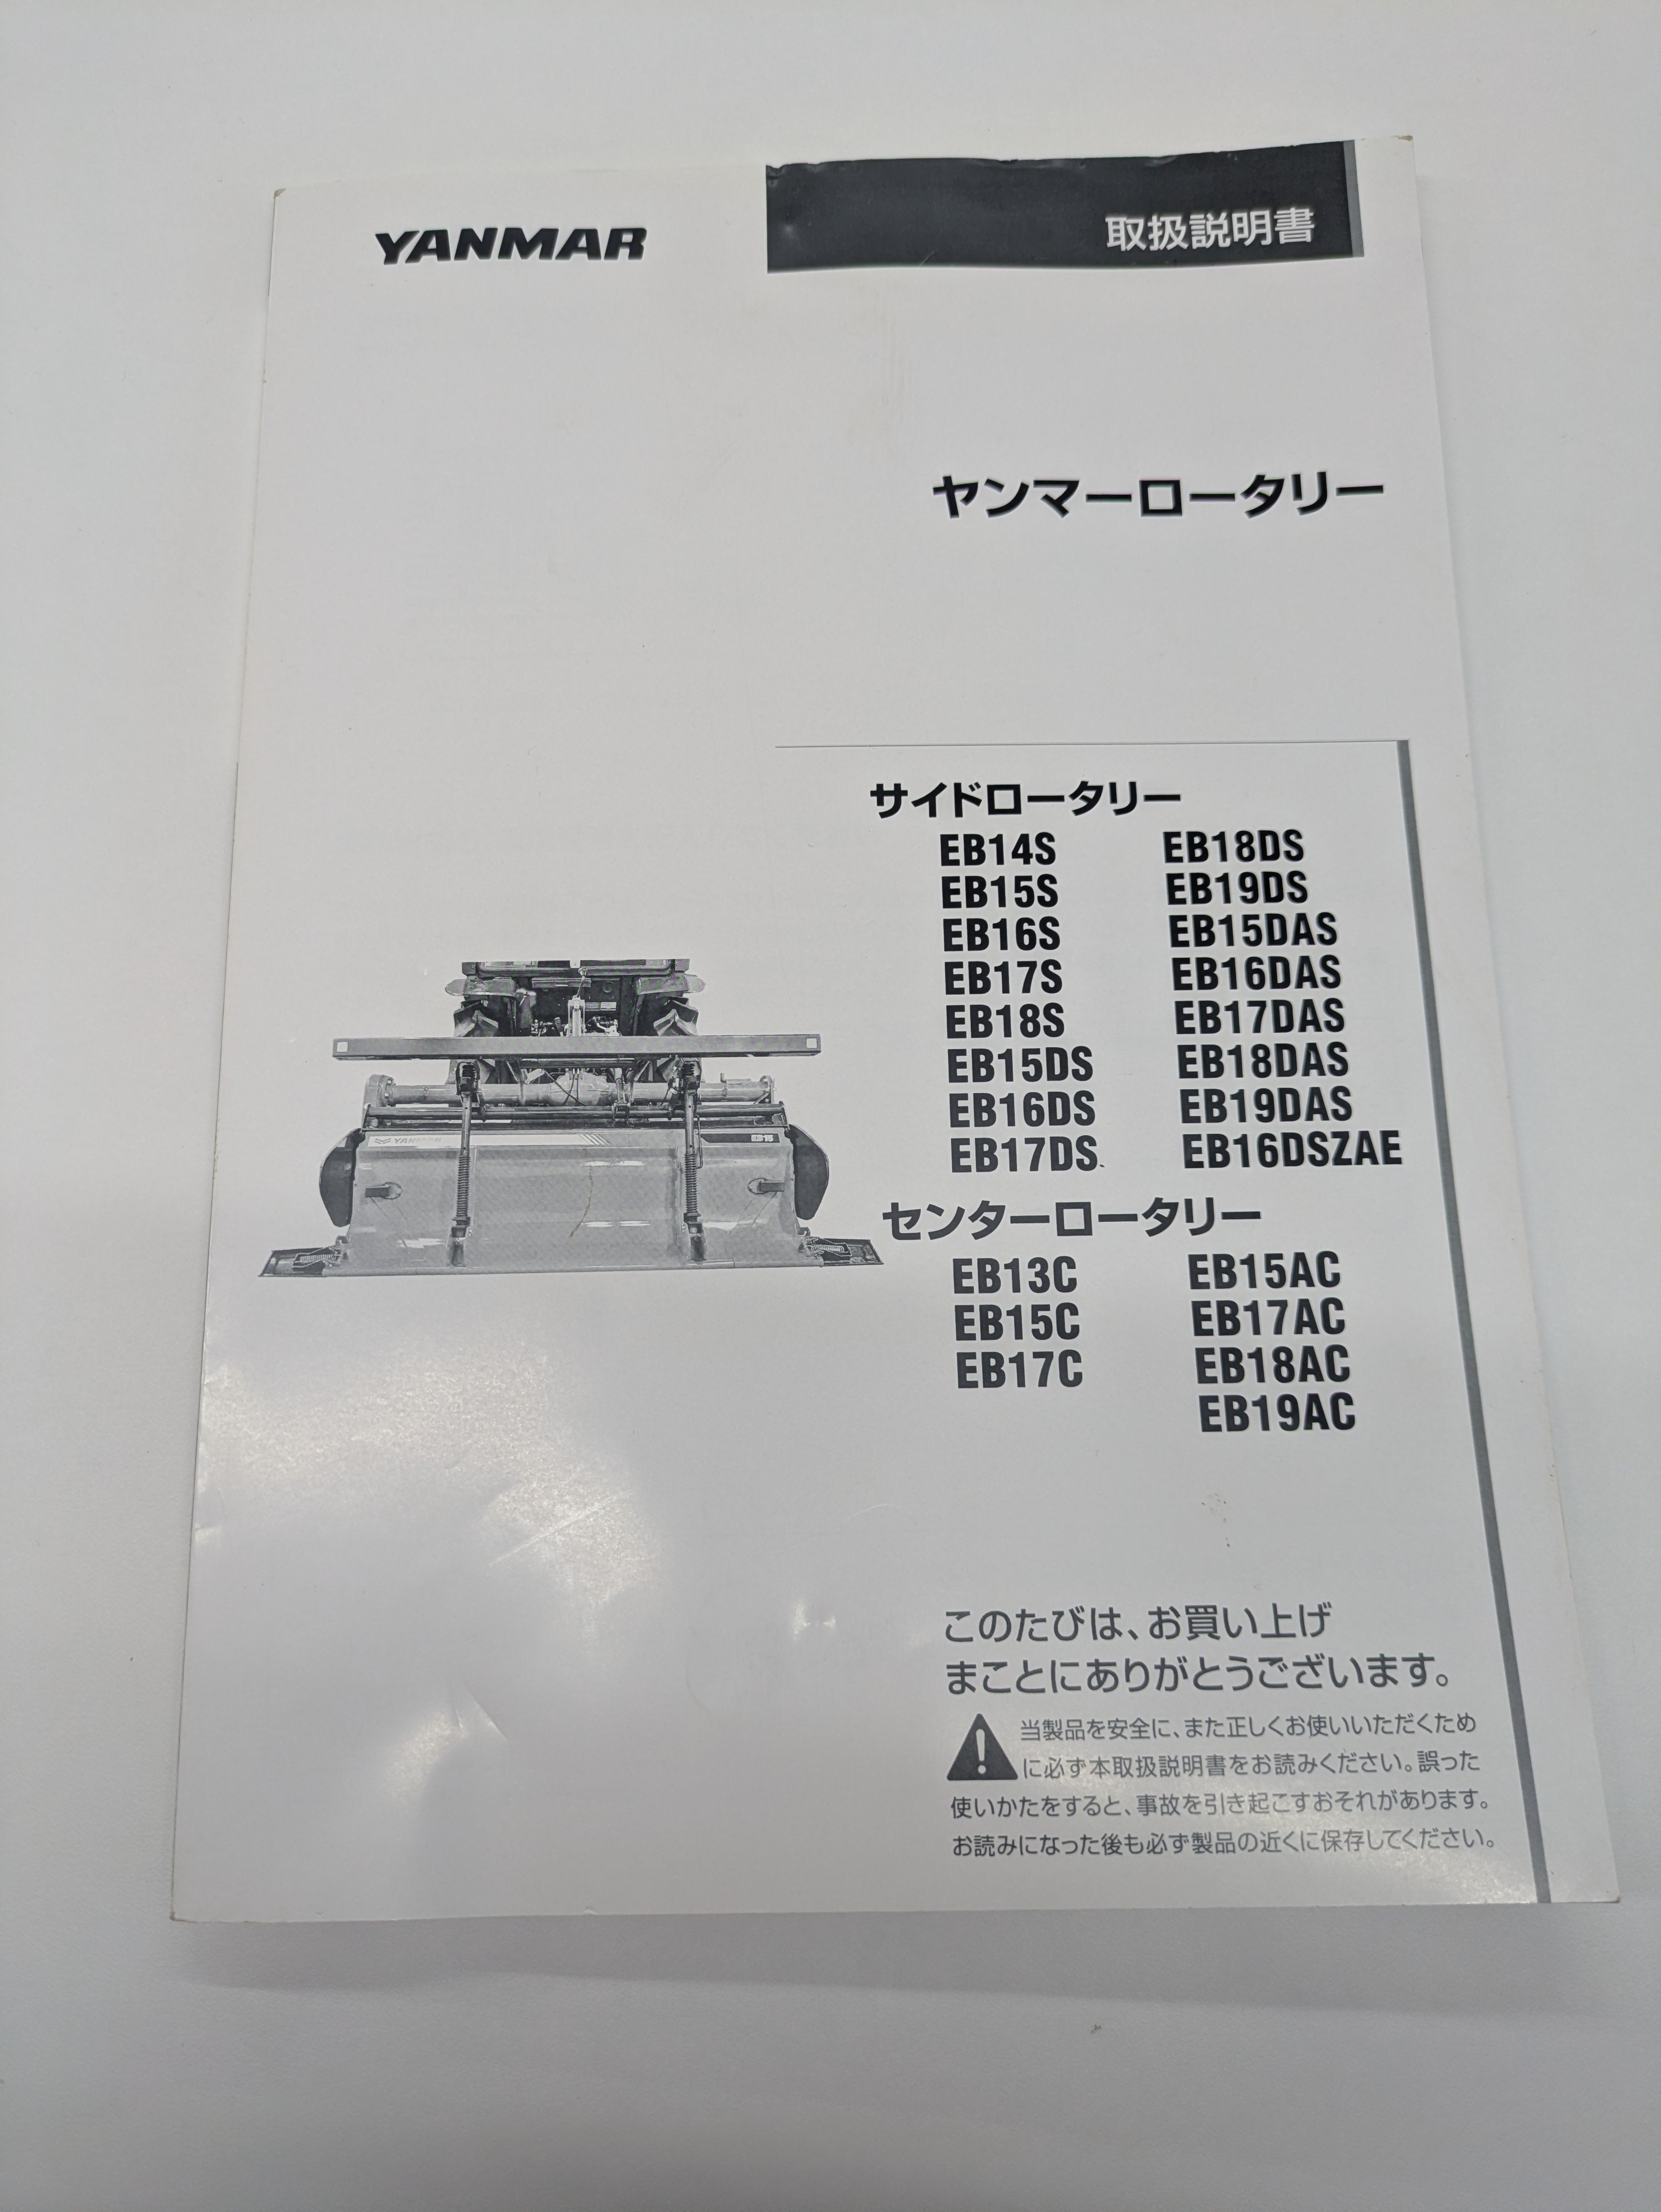 YANMAR
取扱説明書
ヤンマーロータリー
サイドロータリー
EB14S EB18DS
EB15S EB19DS
EB16S EB15DAS
EB17S EB16DAS
EB18S EB17DAS
EB15DS EB18DAS
EB16DS EB19DAS
EB17DS EB16DSZAE
YANMAR EB15
センターロータリー
EB13C EB15AC
EB15C EB17AC
EB17C EB18AC
EB19AC
このたびは、お買い上げ
まことにありがとうございます。
当製品を安全に、また正しくお使いいただくため
に必ず本取扱説明書をお読みください。誤った
使いかたをすると、事故を引き起こすおそれがあります。
お読みになった後も必ず製品の近くに保存してください。